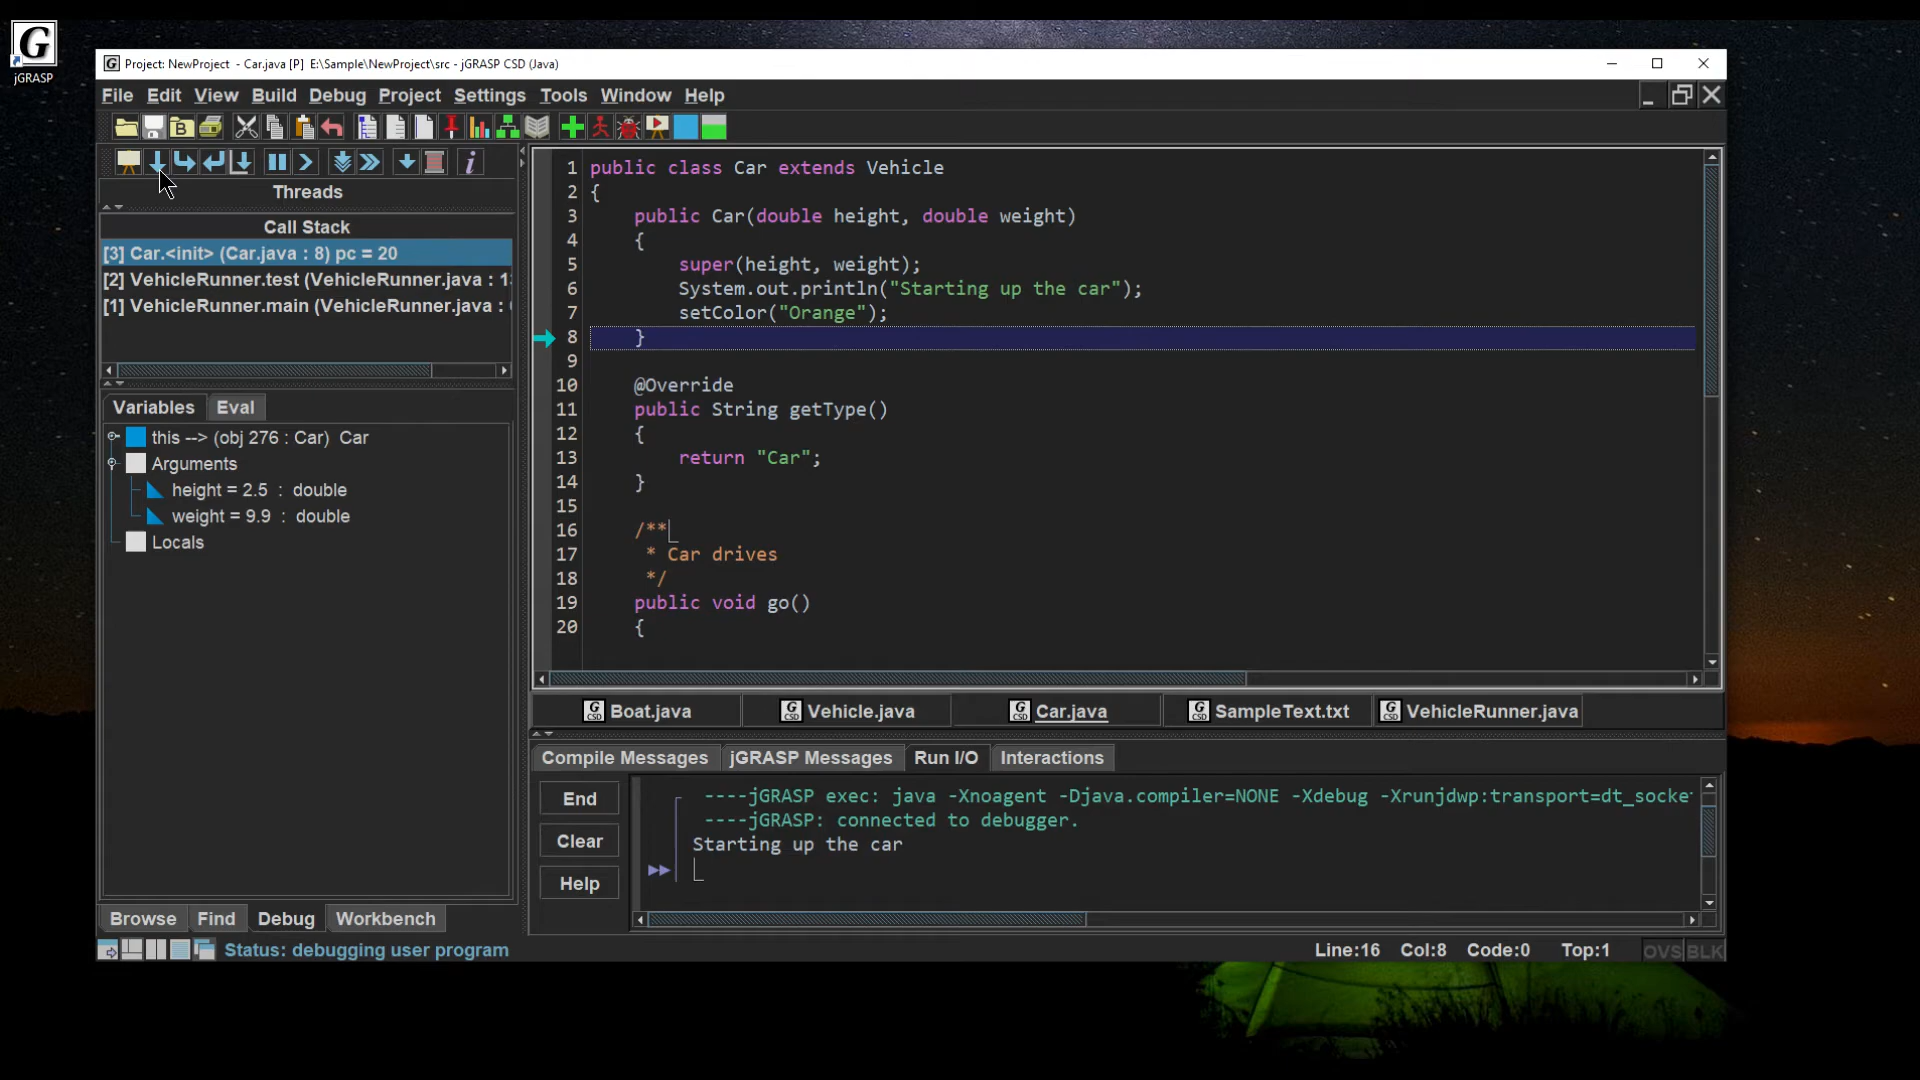 jGRASP
Project: NewProject - Car.java [P] E:\Sample\NewProject\src - jGRASP CSD (Java)
File Edit View Build Debug Project Settings Tools Window Help
Threads
Call Stack
[3] Car.<init> (Car.java : 8) pc = 20
[2] VehicleRunner.test (VehicleRunner.java : 1
[1] VehicleRunner.main (VehicleRunner.java :
Variables Eval
this --> (obj 276 : Car) Car
Arguments
height = 2.5 : double
weight = 9.9 : double
Locals
Browse Find Debug Workbench
1 public class Car extends Vehicle
2 {
3 public Car(double height, double weight)
4 {
5 super(height, weight);
6 System.out.println("Starting up the car");
7 setColor("Orange");
8 }
9
10 @Override
11 public String getType()
12 {
13 return "Car";
14 }
15
16 /**
17 * Car drives
18 */
19 public void go()
20 {
Boat.java Vehicle.java Car.java SampleText.txt VehicleRunner.java
Compile Messages jGRASP Messages Run I/O Interactions
End
Clear
Help
----jGRASP exec: java -Xnoagent -Djava.compiler=NONE -Xdebug -Xrunjdwp:transport=dt_socke
----jGRASP: connected to debugger.
Starting up the car
Status: debugging user program
Line:16 Col:8 Code:0 Top:1 OVS BLK